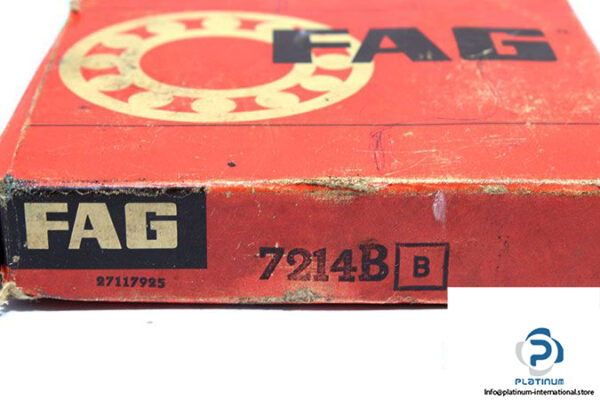 FAG
FAG
7214B B
27117925
PLATINUM
Info@platinum-international.store